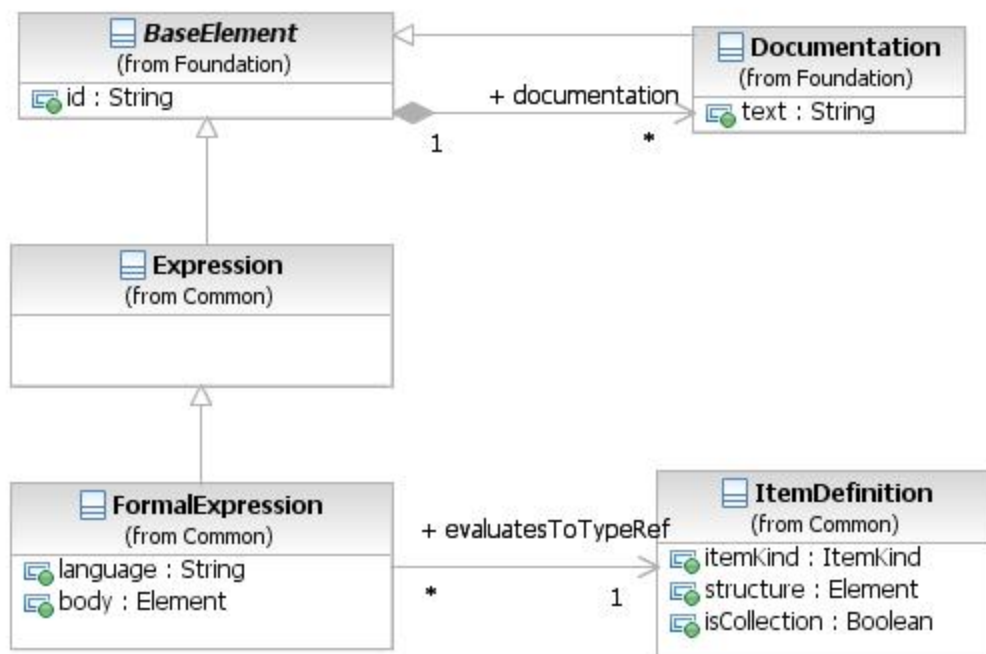 BaseElement
(from Foundation)
id : String
Documentation
(from Foundation)
text : String
+ documentation
1
*
Expression
(from Common)
FormalExpression
(from Common)
language : String
body : Element
+ evaluatesToTypeRef
*
1
ItemDefinition
(from Common)
itemKind : ItemKind
structure : Element
isCollection : Boolean